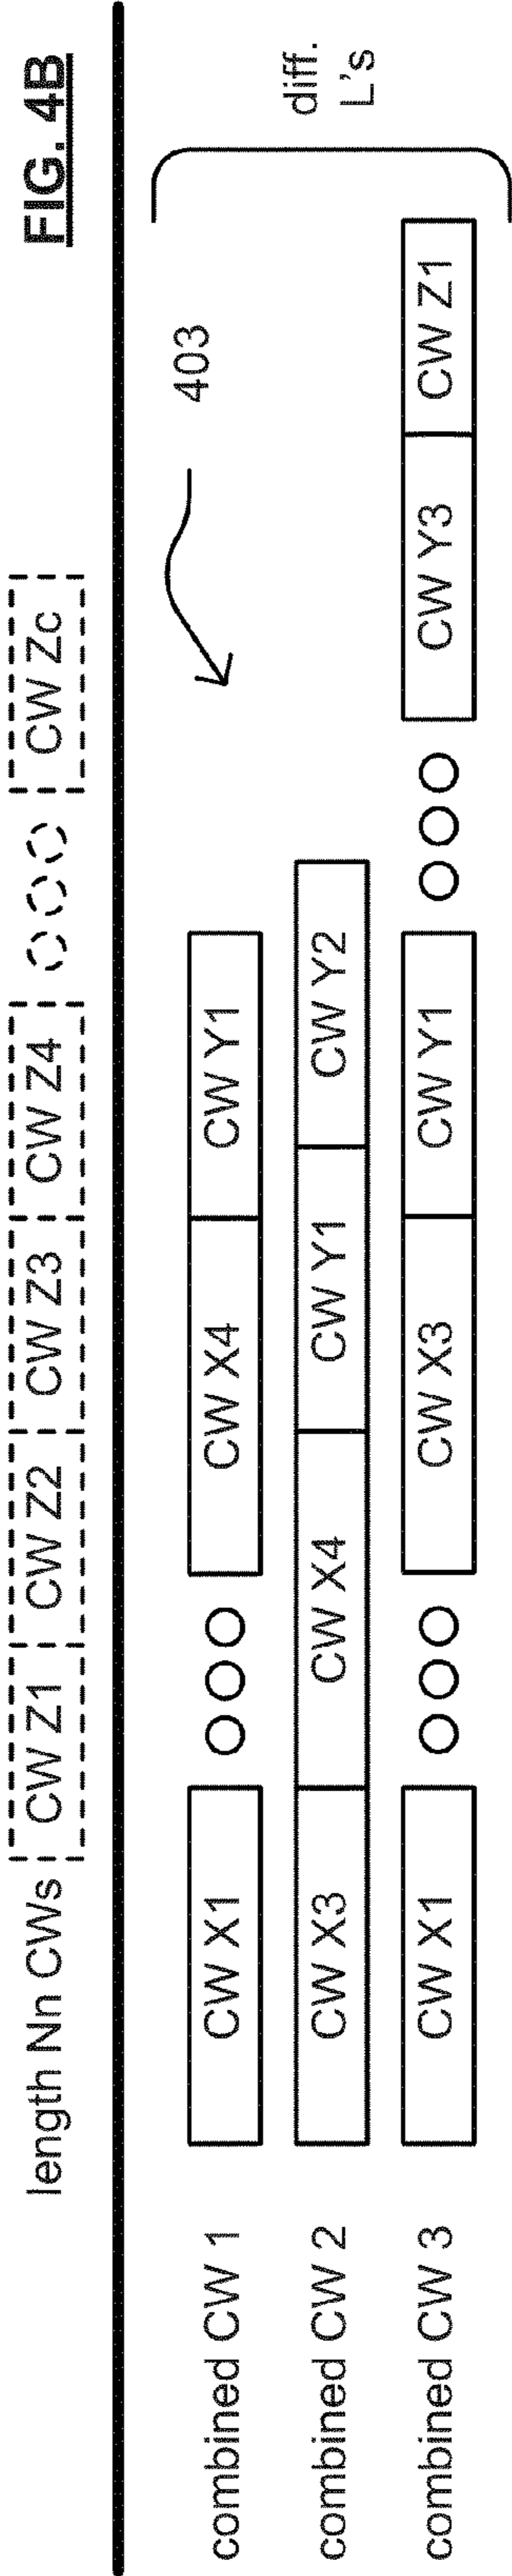 FIG. 4B
length Nn CWs CW Z1 CW Z2 CW Z3 CW Z4 CW Zc
403
combined CW 1 CW X1 CW X4 CW Y1
combined CW 2 CW X3 CW X4 CW Y1 CW Y2
combined CW 3 CW X1 CW X3 CW Y1 CW Y3 CW Z1
diff.
L's